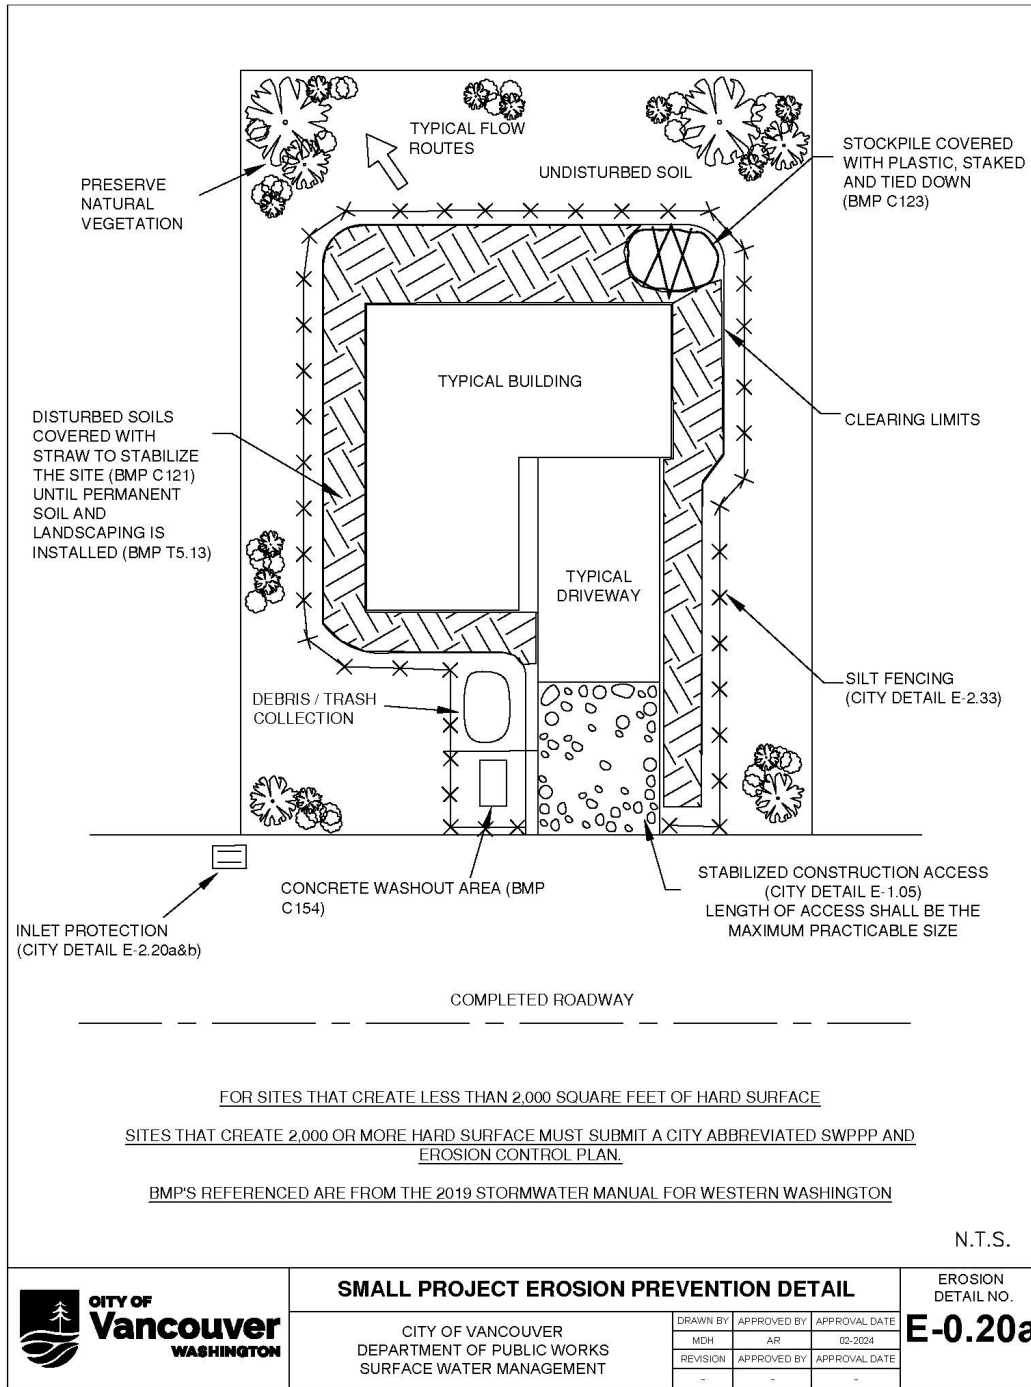 TYPICAL FLOW
ROUTES
UNDISTURBED SOIL
STOCKPILE COVERED
WITH PLASTIC, STAKED
AND TIED DOWN
(BMP C123)
PRESERVE
NATURAL
VEGETATION
TYPICAL BUILDING
CLEARING LIMITS
DISTURBED SOILS
COVERED WITH
STRAW TO STABILIZE
THE SITE (BMP C121)
UNTIL PERMANENT
SOIL AND
LANDSCAPING IS
INSTALLED (BMP T5.13)
TYPICAL
DRIVEWAY
SILT FENCING
(CITY DETAIL E-2.33)
DEBRIS / TRASH
COLLECTION
CONCRETE WASHOUT AREA (BMP
C154)
STABILIZED CONSTRUCTION ACCESS
(CITY DETAIL E-1.05)
LENGTH OF ACCESS SHALL BE THE
MAXIMUM PRACTICABLE SIZE
INLET PROTECTION
(CITY DETAIL E-2.20a&b)
COMPLETED ROADWAY
FOR SITES THAT CREATE LESS THAN 2,000 SQUARE FEET OF HARD SURFACE
SITES THAT CREATE 2,000 OR MORE HARD SURFACE MUST SUBMIT A CITY ABBREVIATED SWPPP AND
EROSION CONTROL PLAN.
BMP'S REFERENCED ARE FROM THE 2019 STORMWATER MANUAL FOR WESTERN WASHINGTON
N.T.S.
CITY OF
Vancouver
WASHINGTON
SMALL PROJECT EROSION PREVENTION DETAIL
CITY OF VANCOUVER
DEPARTMENT OF PUBLIC WORKS
SURFACE WATER MANAGEMENT
DRAWN BY APPROVED BY APPROVAL DATE
MDH AR 02-2024
REVISION APPROVED BY APPROVAL DATE
- - -
EROSION
DETAIL NO.
E-0.20a